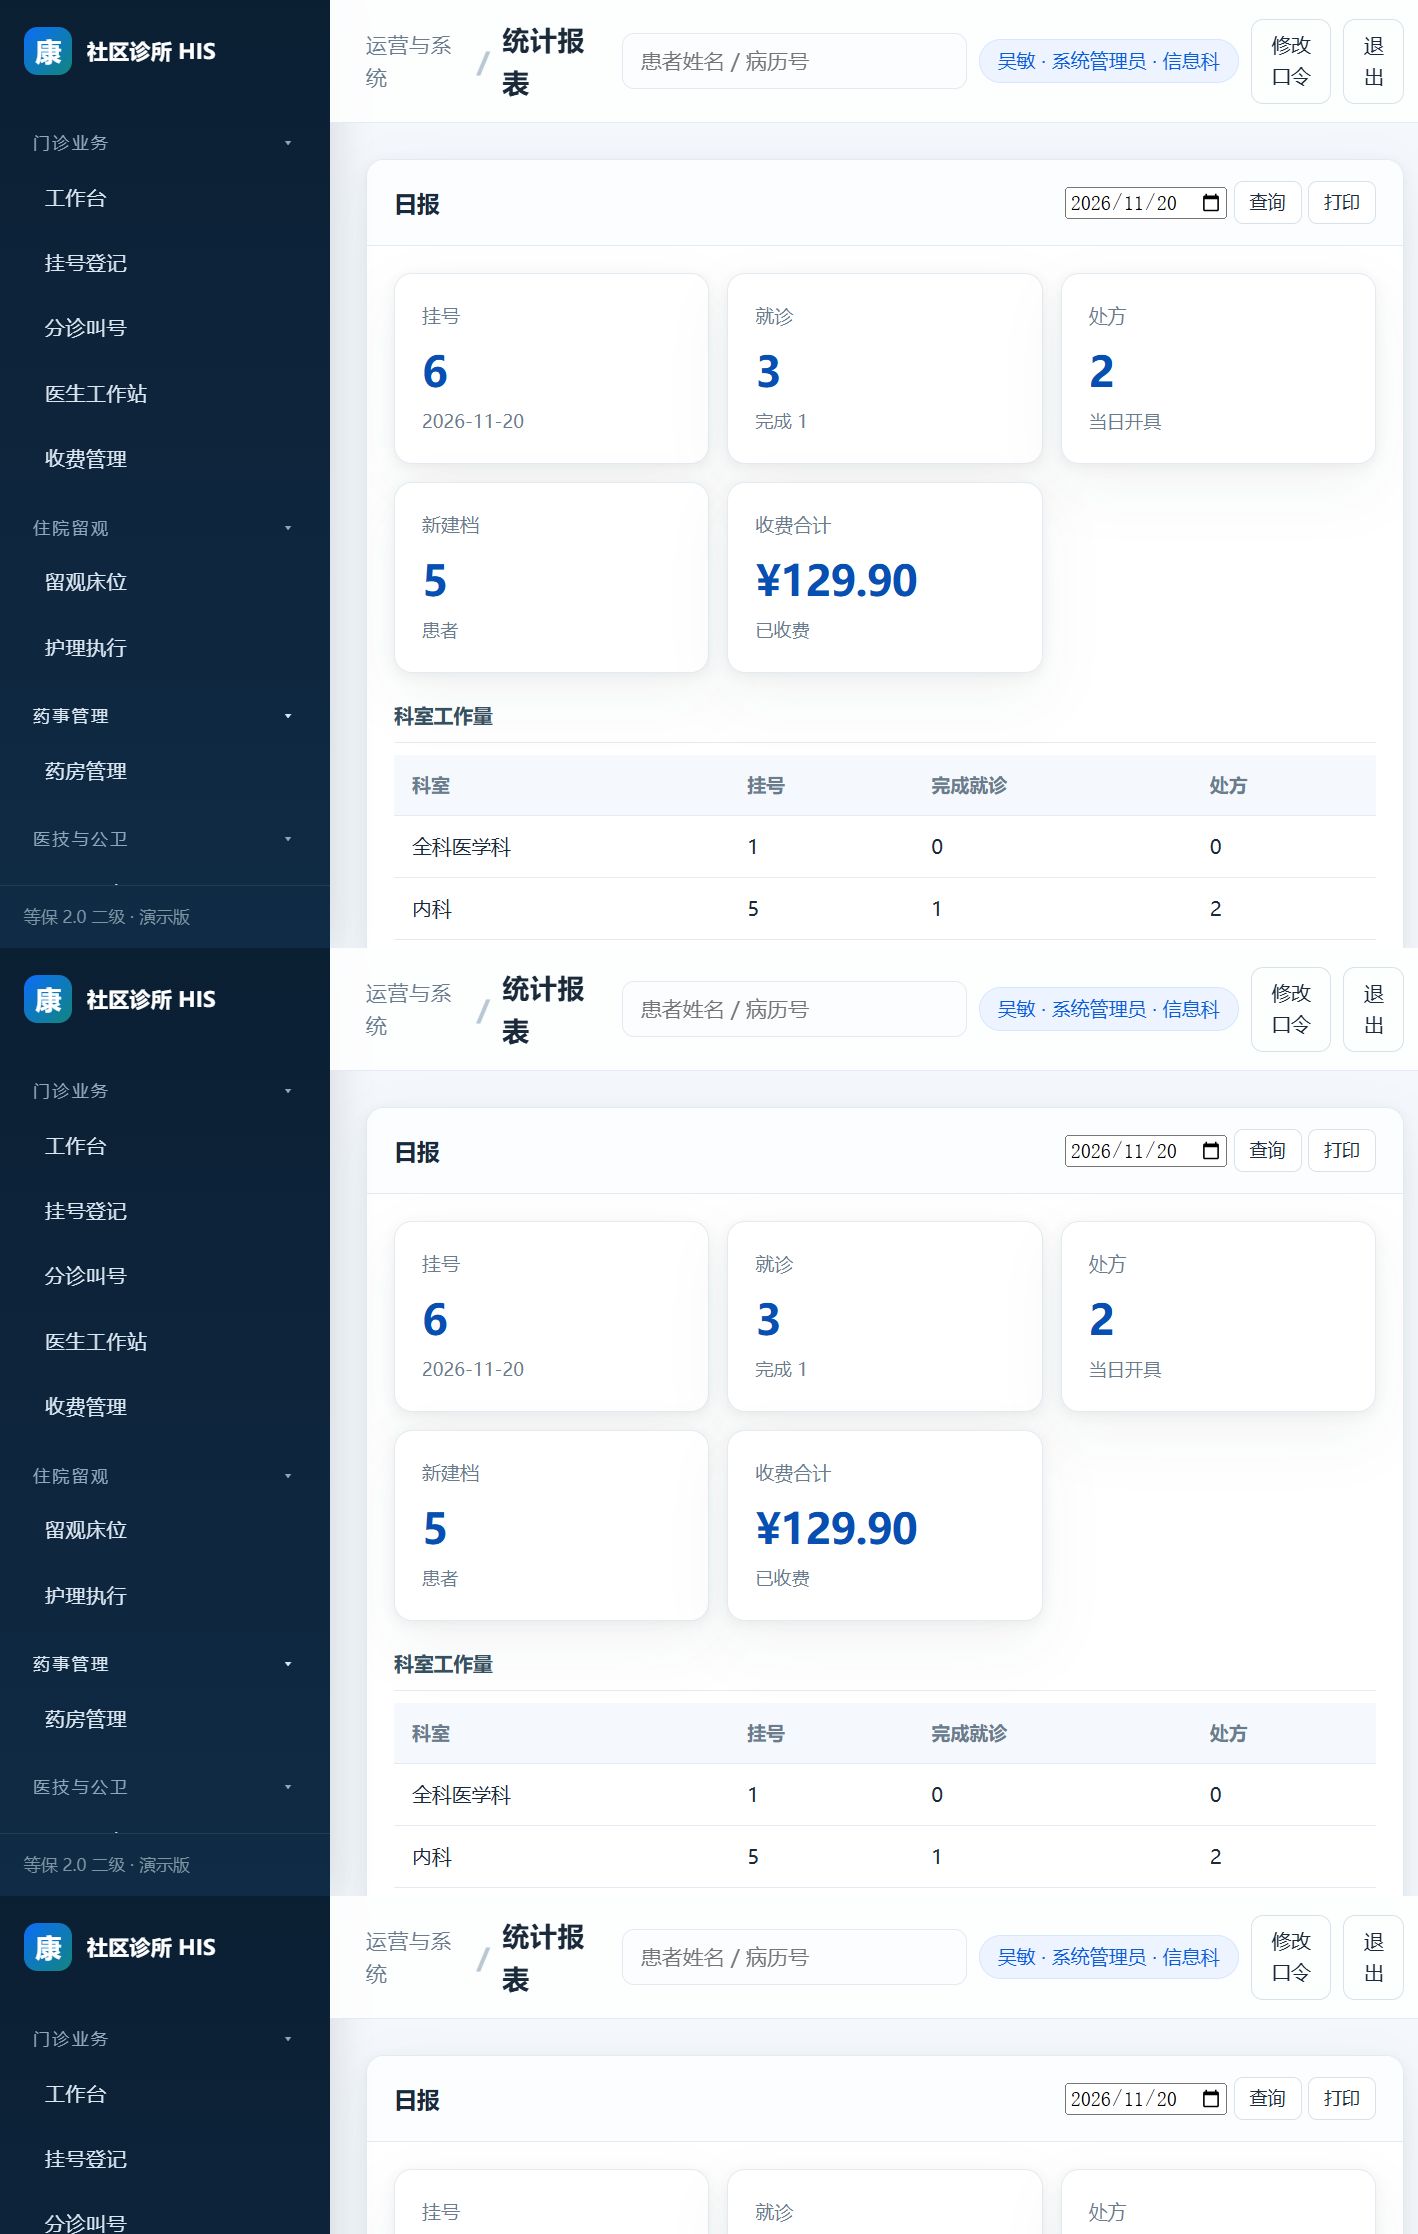 康 社区诊所 HIS
门诊业务
工作台
挂号登记
分诊叫号
医生工作站
收费管理
住院留观
留观床位
护理执行
药事管理
药房管理
医技与公卫
等保 2.0 二级 · 演示版
运营与系
统
/
统计报
表
患者姓名 / 病历号
吴敏 · 系统管理员 · 信息科
修改
口令
退
出
日报
2026/11/20
查询
打印
挂号
6
2026-11-20
就诊
3
完成 1
处方
2
当日开具
新建档
5
患者
收费合计
¥129.90
已收费
科室工作量
科室 挂号 完成就诊 处方
全科医学科 1 0 0
内科 5 1 2
康 社区诊所 HIS
门诊业务
工作台
挂号登记
分诊叫号
医生工作站
收费管理
住院留观
留观床位
护理执行
药事管理
药房管理
医技与公卫
等保 2.0 二级 · 演示版
运营与系
统
/
统计报
表
患者姓名 / 病历号
吴敏 · 系统管理员 · 信息科
修改
口令
退
出
日报
2026/11/20
查询
打印
挂号
6
2026-11-20
就诊
3
完成 1
处方
2
当日开具
新建档
5
患者
收费合计
¥129.90
已收费
科室工作量
科室 挂号 完成就诊 处方
全科医学科 1 0 0
内科 5 1 2
康 社区诊所 HIS
门诊业务
工作台
挂号登记
分诊叫号
运营与系
统
/
统计报
表
患者姓名 / 病历号
吴敏 · 系统管理员 · 信息科
修改
口令
退
出
日报
2026/11/20
查询
打印
挂号
就诊
处方